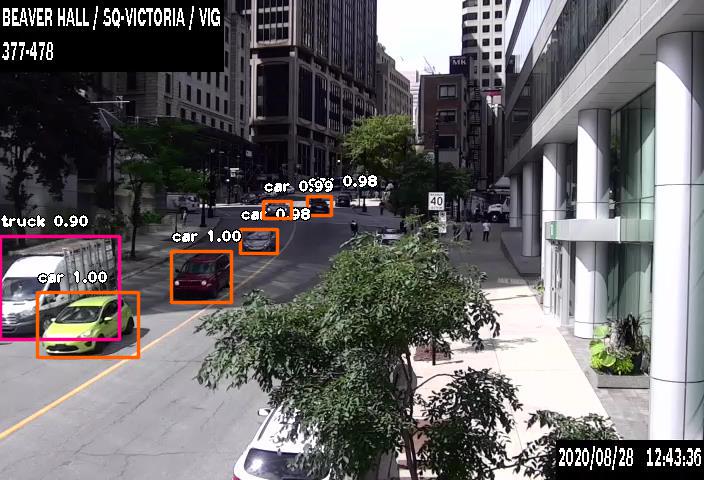 BEAVER HALL / SQ-VICTORIA / VIG
377-478
MK
car 0.99
car 0.98
40
truck 0.90
car 0.98
car 1.00
car 1.00
2020/08/28 12:43:36